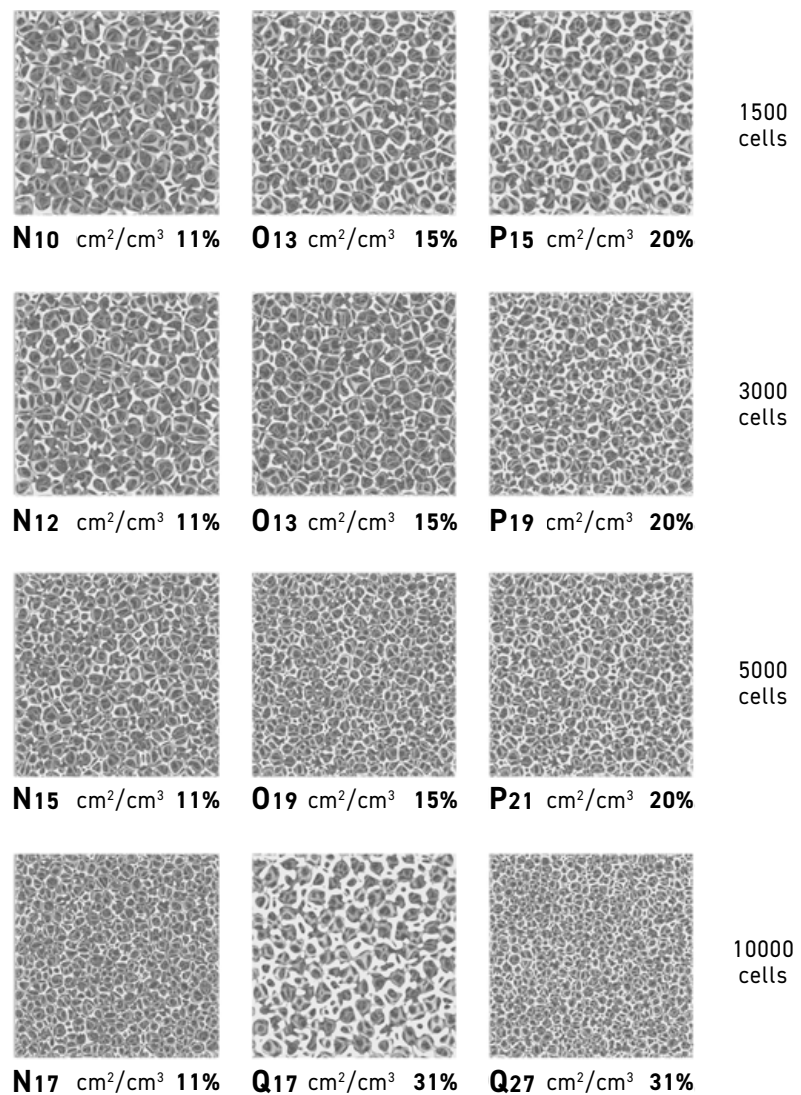 N10 cm²/cm³ 11% O13 cm²/cm³ 15% P15 cm²/cm³ 20%
1500
cells
N12 cm²/cm³ 11% O13 cm²/cm³ 15% P19 cm²/cm³ 20%
3000
cells
N15 cm²/cm³ 11% O19 cm²/cm³ 15% P21 cm²/cm³ 20%
5000
cells
N17 cm²/cm³ 11% Q17 cm²/cm³ 31% Q27 cm²/cm³ 31%
10000
cells